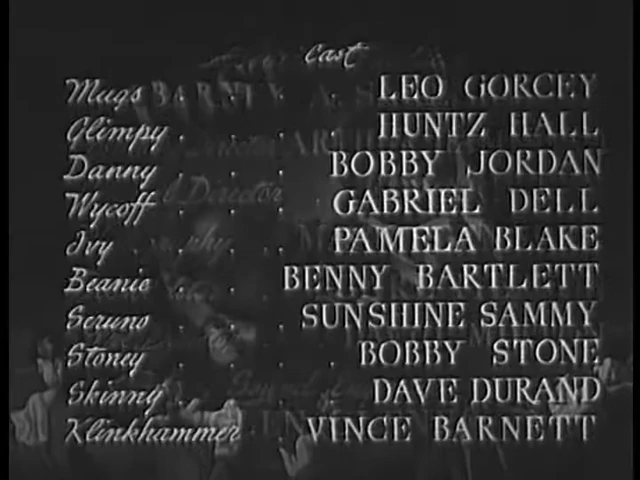 Cast
Mugs . . . . LEO GORCEY
Glimpy . . . . . HUNTZ HALL
Danny . . . BOBBY JORDAN
Wycoff . . . GABRIEL DELL
Ivy . . . . PAMELA BLAKE
Beanie . . . BENNY BARTLETT
Scruno . . . . SUNSHINE SAMMY
Stoney . . . . BOBBY STONE
Skinny . . . . DAVE DURAND
Klinkhammer . . VINCE BARNETT